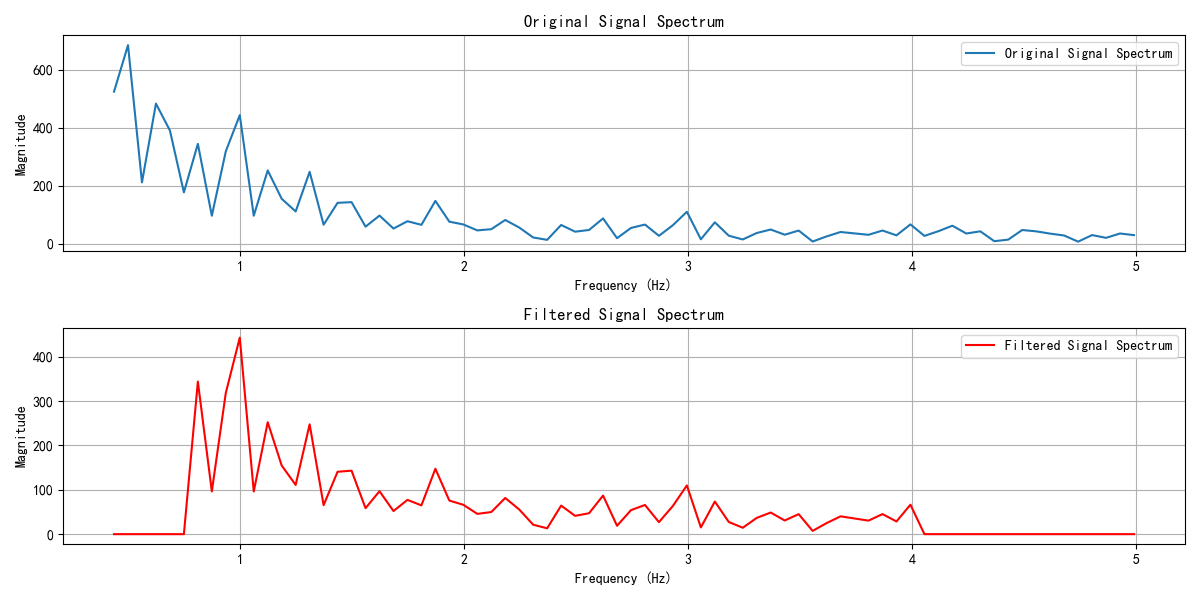 Original Signal Spectrum
Original Signal Spectrum
Magnitude
600
400
200
0
1 2 3 4 5
Frequency (Hz)
Filtered Signal Spectrum
Filtered Signal Spectrum
Magnitude
400
300
200
100
0
1 2 3 4 5
Frequency (Hz)